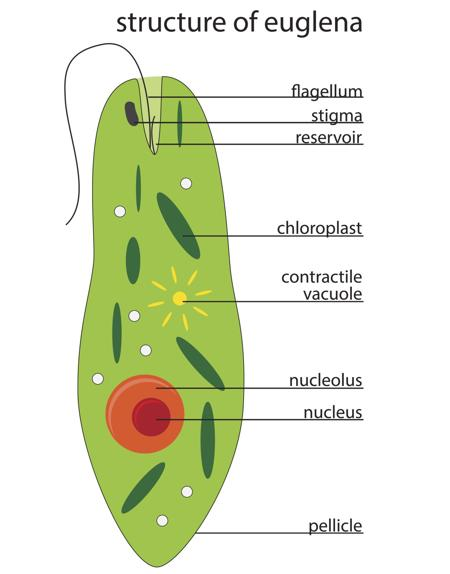 structure of euglena
flagellum
stigma
reservoir
chloroplast
contractile
vacuole
nucleolus
nucleus
pellicle